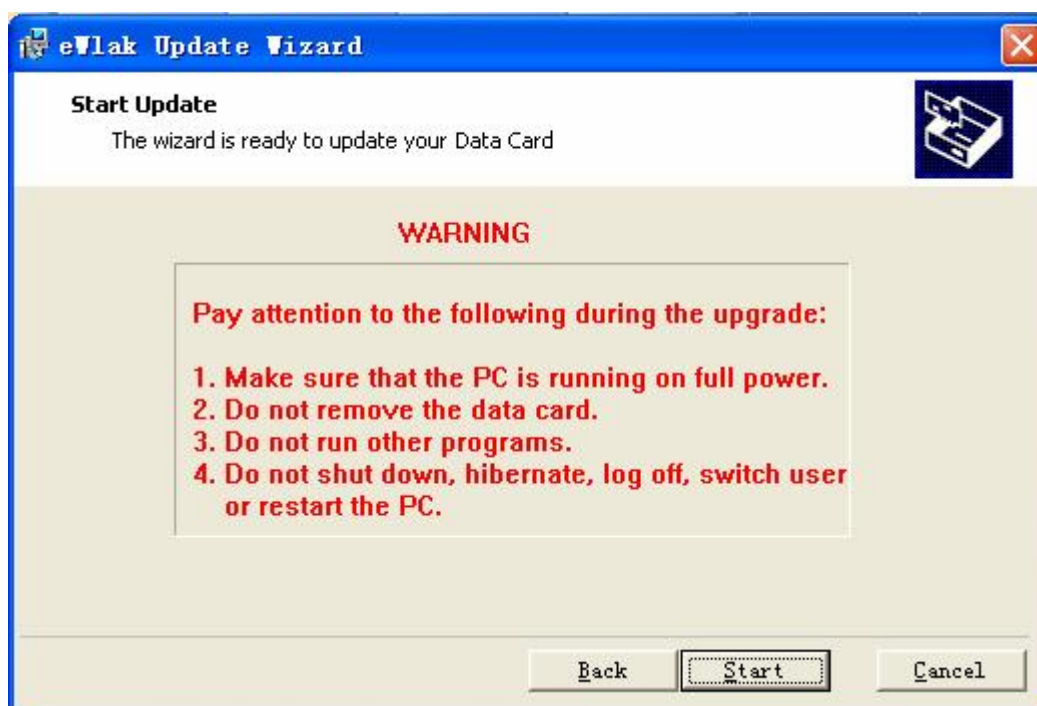 eWlak Update Wizard
Start Update
The wizard is ready to update your Data Card
WARNING
Pay attention to the following during the upgrade:
1. Make sure that the PC is running on full power.
2. Do not remove the data card.
3. Do not run other programs.
4. Do not shut down, hibernate, log off, switch user
or restart the PC.
Back Start Cancel